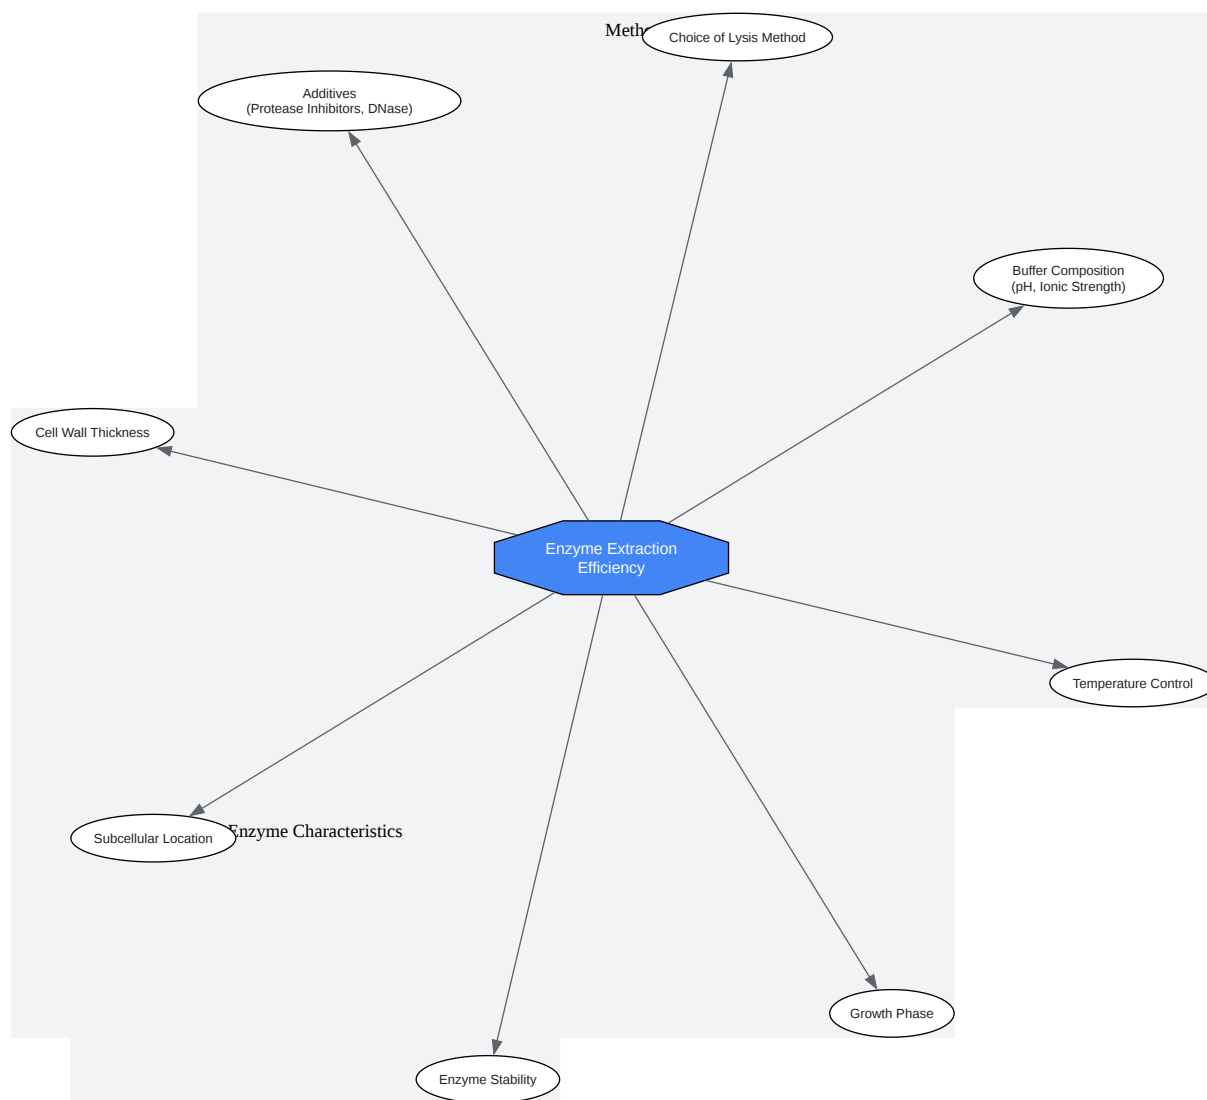 Choice of Lysis Method
Additives
(Protease Inhibitors, DNase)
Buffer Composition
(pH, Ionic Strength)
Cell Wall Thickness
Enzyme Extraction
Efficiency
Temperature Control
Enzyme Characteristics
Subcellular Location
Growth Phase
Enzyme Stability